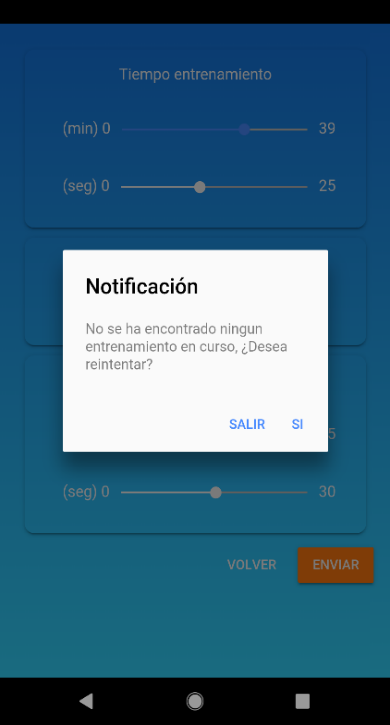 Tiempo entrenamiento
(min) 0 39
(seg) 0 25
Notificación
No se ha encontrado ningun
entrenamiento en curso, ¿Desea
reintentar?
SALIR SI
5
(seg) 0 30
VOLVER ENVIAR